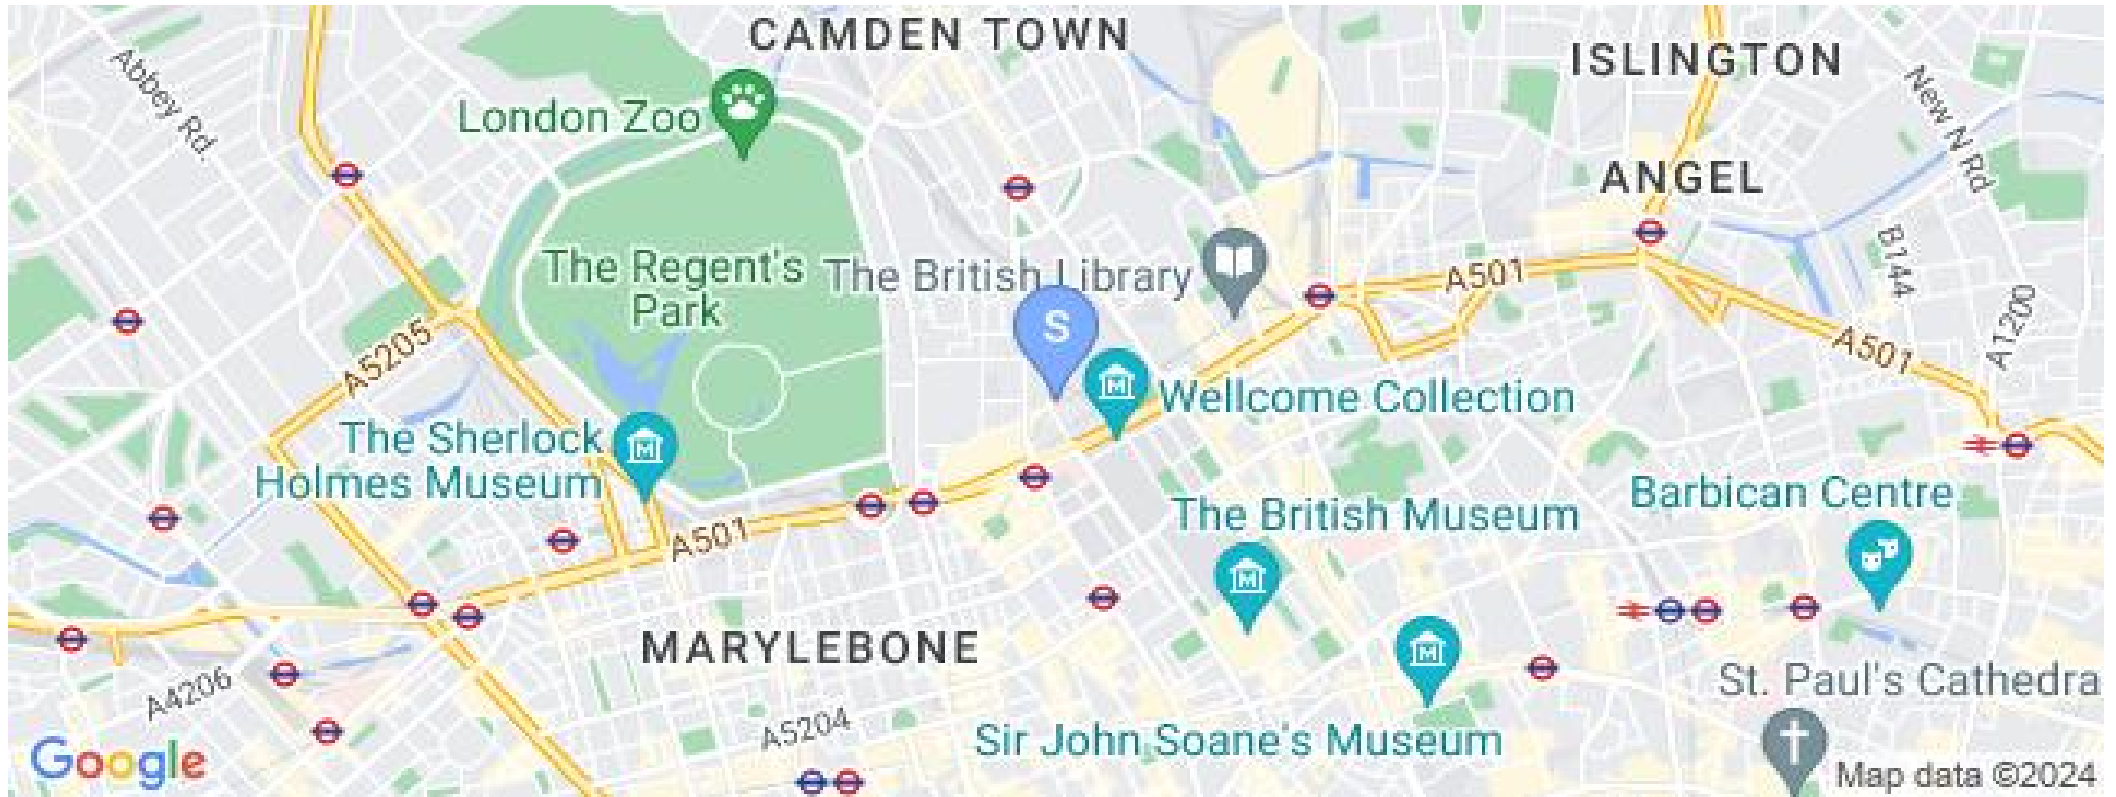 CAMDEN TOWN
ISLINGTON
Abbey Rd.
New N Rd
London Zoo
ANGEL
The Regent's
Park
The British Library
A501
B144
A1200
S
A5205
A501
M
Wellcome Collection
The Sherlock
Holmes Museum
M
Barbican Centre
The British Museum
A501
M
MARYLEBONE
M
St. Paul's Cathedra
A4206
A5204
Sir John Soane's Museum
Google
Map data ©2024